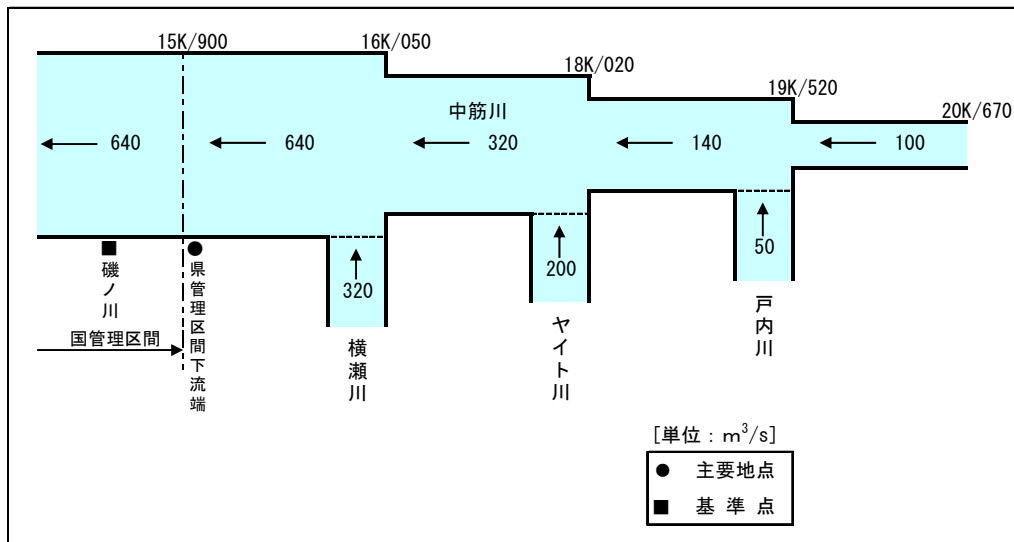 15K/900
16K/050
18K/020
19K/520
20K/670
中筋川
640
640
320
140
100
320
200
50
磯ノ川
県管理区間下流端
国管理区間
横瀬川
ヤイト川
戸内川
[単位：m³/s]
● 主要地点
■ 基 準 点